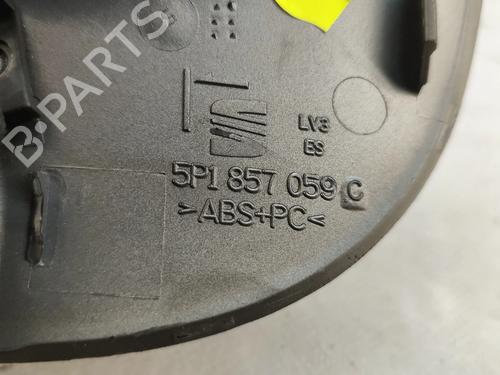 B-PARTS
LV3
ES
5P1 857 059 C
>ABS+PC<